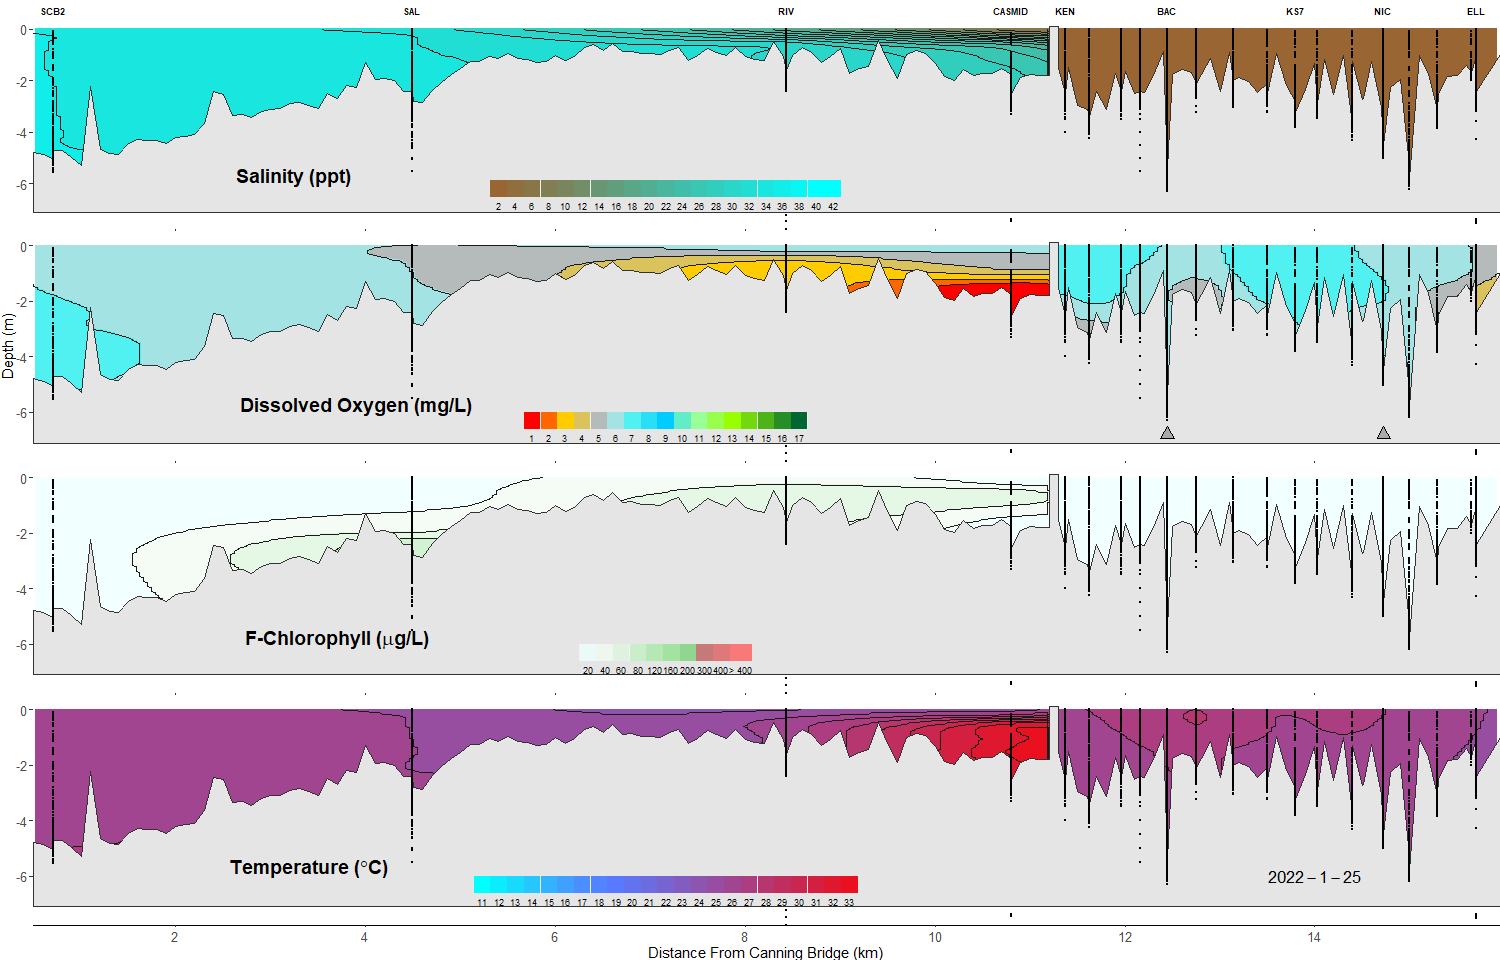 SCB2 SAL RIV CASMID KEN BAC KS7 NIC ELL
0
-2
-4
-6
Salinity (ppt)
2 4 6 8 10 12 14 16 18 20 22 24 26 28 30 32 34 36 38 40 42
0
-2
-4
-6
Depth (m)
Dissolved Oxygen (mg/L)
1 2 3 4 5 6 7 8 9 10 11 12 13 14 15 16 17
0
-2
-4
-6
F-Chlorophyll (μg/L)
20 40 60 80 120 160 200 300 400 > 400
0
-2
-4
-6
Temperature (°C)
11 12 13 14 15 16 17 18 19 20 21 22 23 24 25 26 27 28 29 30 31 32 33
2022 – 1 – 25
2 4 6 8 10 12 14
Distance From Canning Bridge (km)